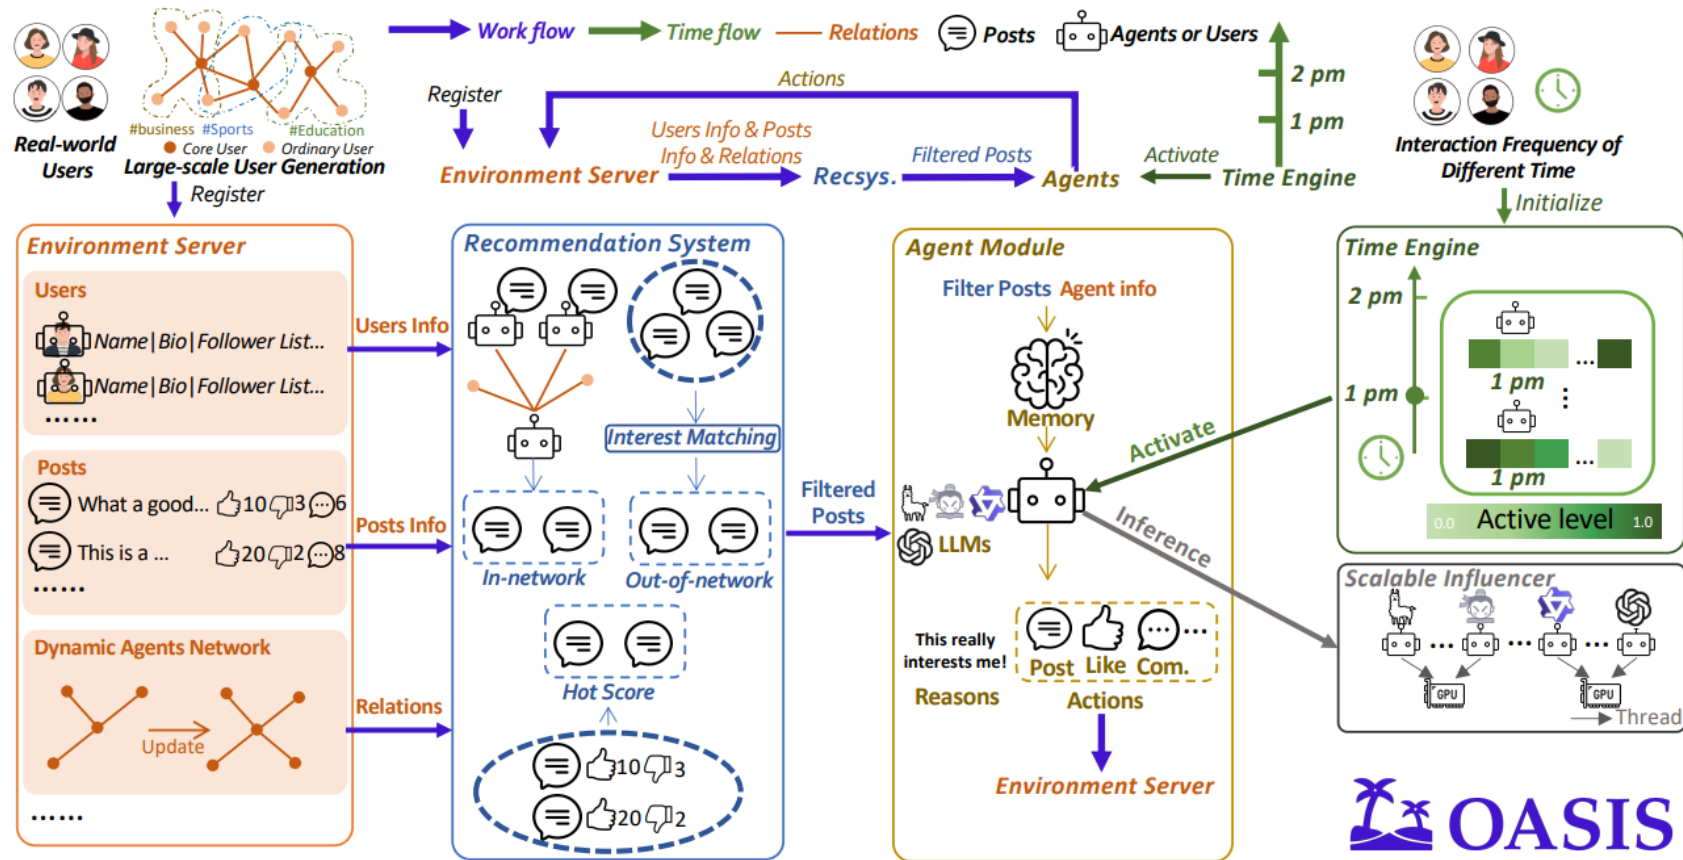 Work flow
Time flow
Relations
Posts
Agents or Users
#business #Sports #Education
Core User Ordinary User
Real-world
Users
Large-scale User Generation
Register
Register
Actions
Environment Server
Users Info & Posts
Info & Relations
Recsys.
Filtered Posts
Agents
Activate
Time Engine
2 pm
1 pm
Interaction Frequency of
Different Time
Initialize
Environment Server
Users
Name|Bio|Follower List...
Name|Bio|Follower List...
......
Posts
What a good... 10 3 6
This is a ... 20 2 8
......
Dynamic Agents Network
Update
......
Users Info
Posts Info
Relations
Recommendation System
Interest Matching
In-network
Out-of-network
Hot Score
10 3
20 2
Filtered
Posts
Agent Module
Filter Posts Agent info
Memory
LLMs
This really
interests me!
Reasons
...
Post Like Com.
Actions
Environment Server
Activate
Inference
Time Engine
2 pm
1 pm
...
1 pm
...
1 pm
...
0.0 Active level 1.0
Scalable Influencer
... ... ...
GPU GPU
Thread
OASIS